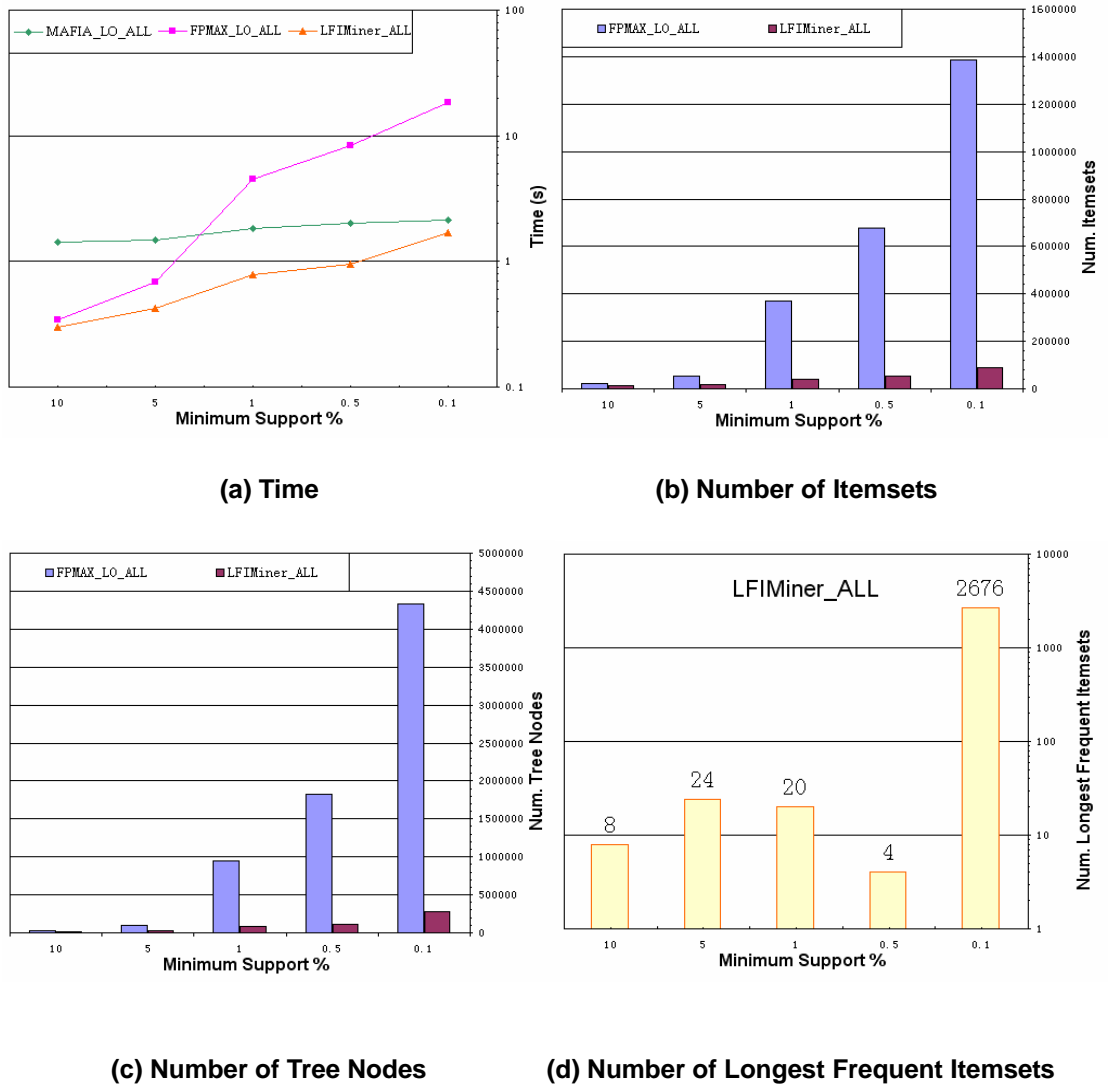 MAFIA_LO_ALL FPMAX_LO_ALL LFIMiner_ALL
100
10
1
0.1
Time (s)
10 5 1 0.5 0.1
Minimum Support %
(a) Time
FPMAX_LO_ALL LFIMiner_ALL
1600000
1400000
1200000
1000000
800000
600000
400000
200000
0
Num. Itemsets
10 5 1 0.5 0.1
Minimum Support %
(b) Number of Itemsets
FPMAX_LO_ALL LFIMiner_ALL
5000000
4500000
4000000
3500000
3000000
2500000
2000000
1500000
1000000
500000
0
Num. Tree Nodes
10 5 1 0.5 0.1
Minimum Support %
(c) Number of Tree Nodes
LFIMiner_ALL
8 24 20 4 2676
10000
1000
100
10
1
Num. Longest Frequent Itemsets
10 5 1 0.5 0.1
Minimum Support %
(d) Number of Longest Frequent Itemsets